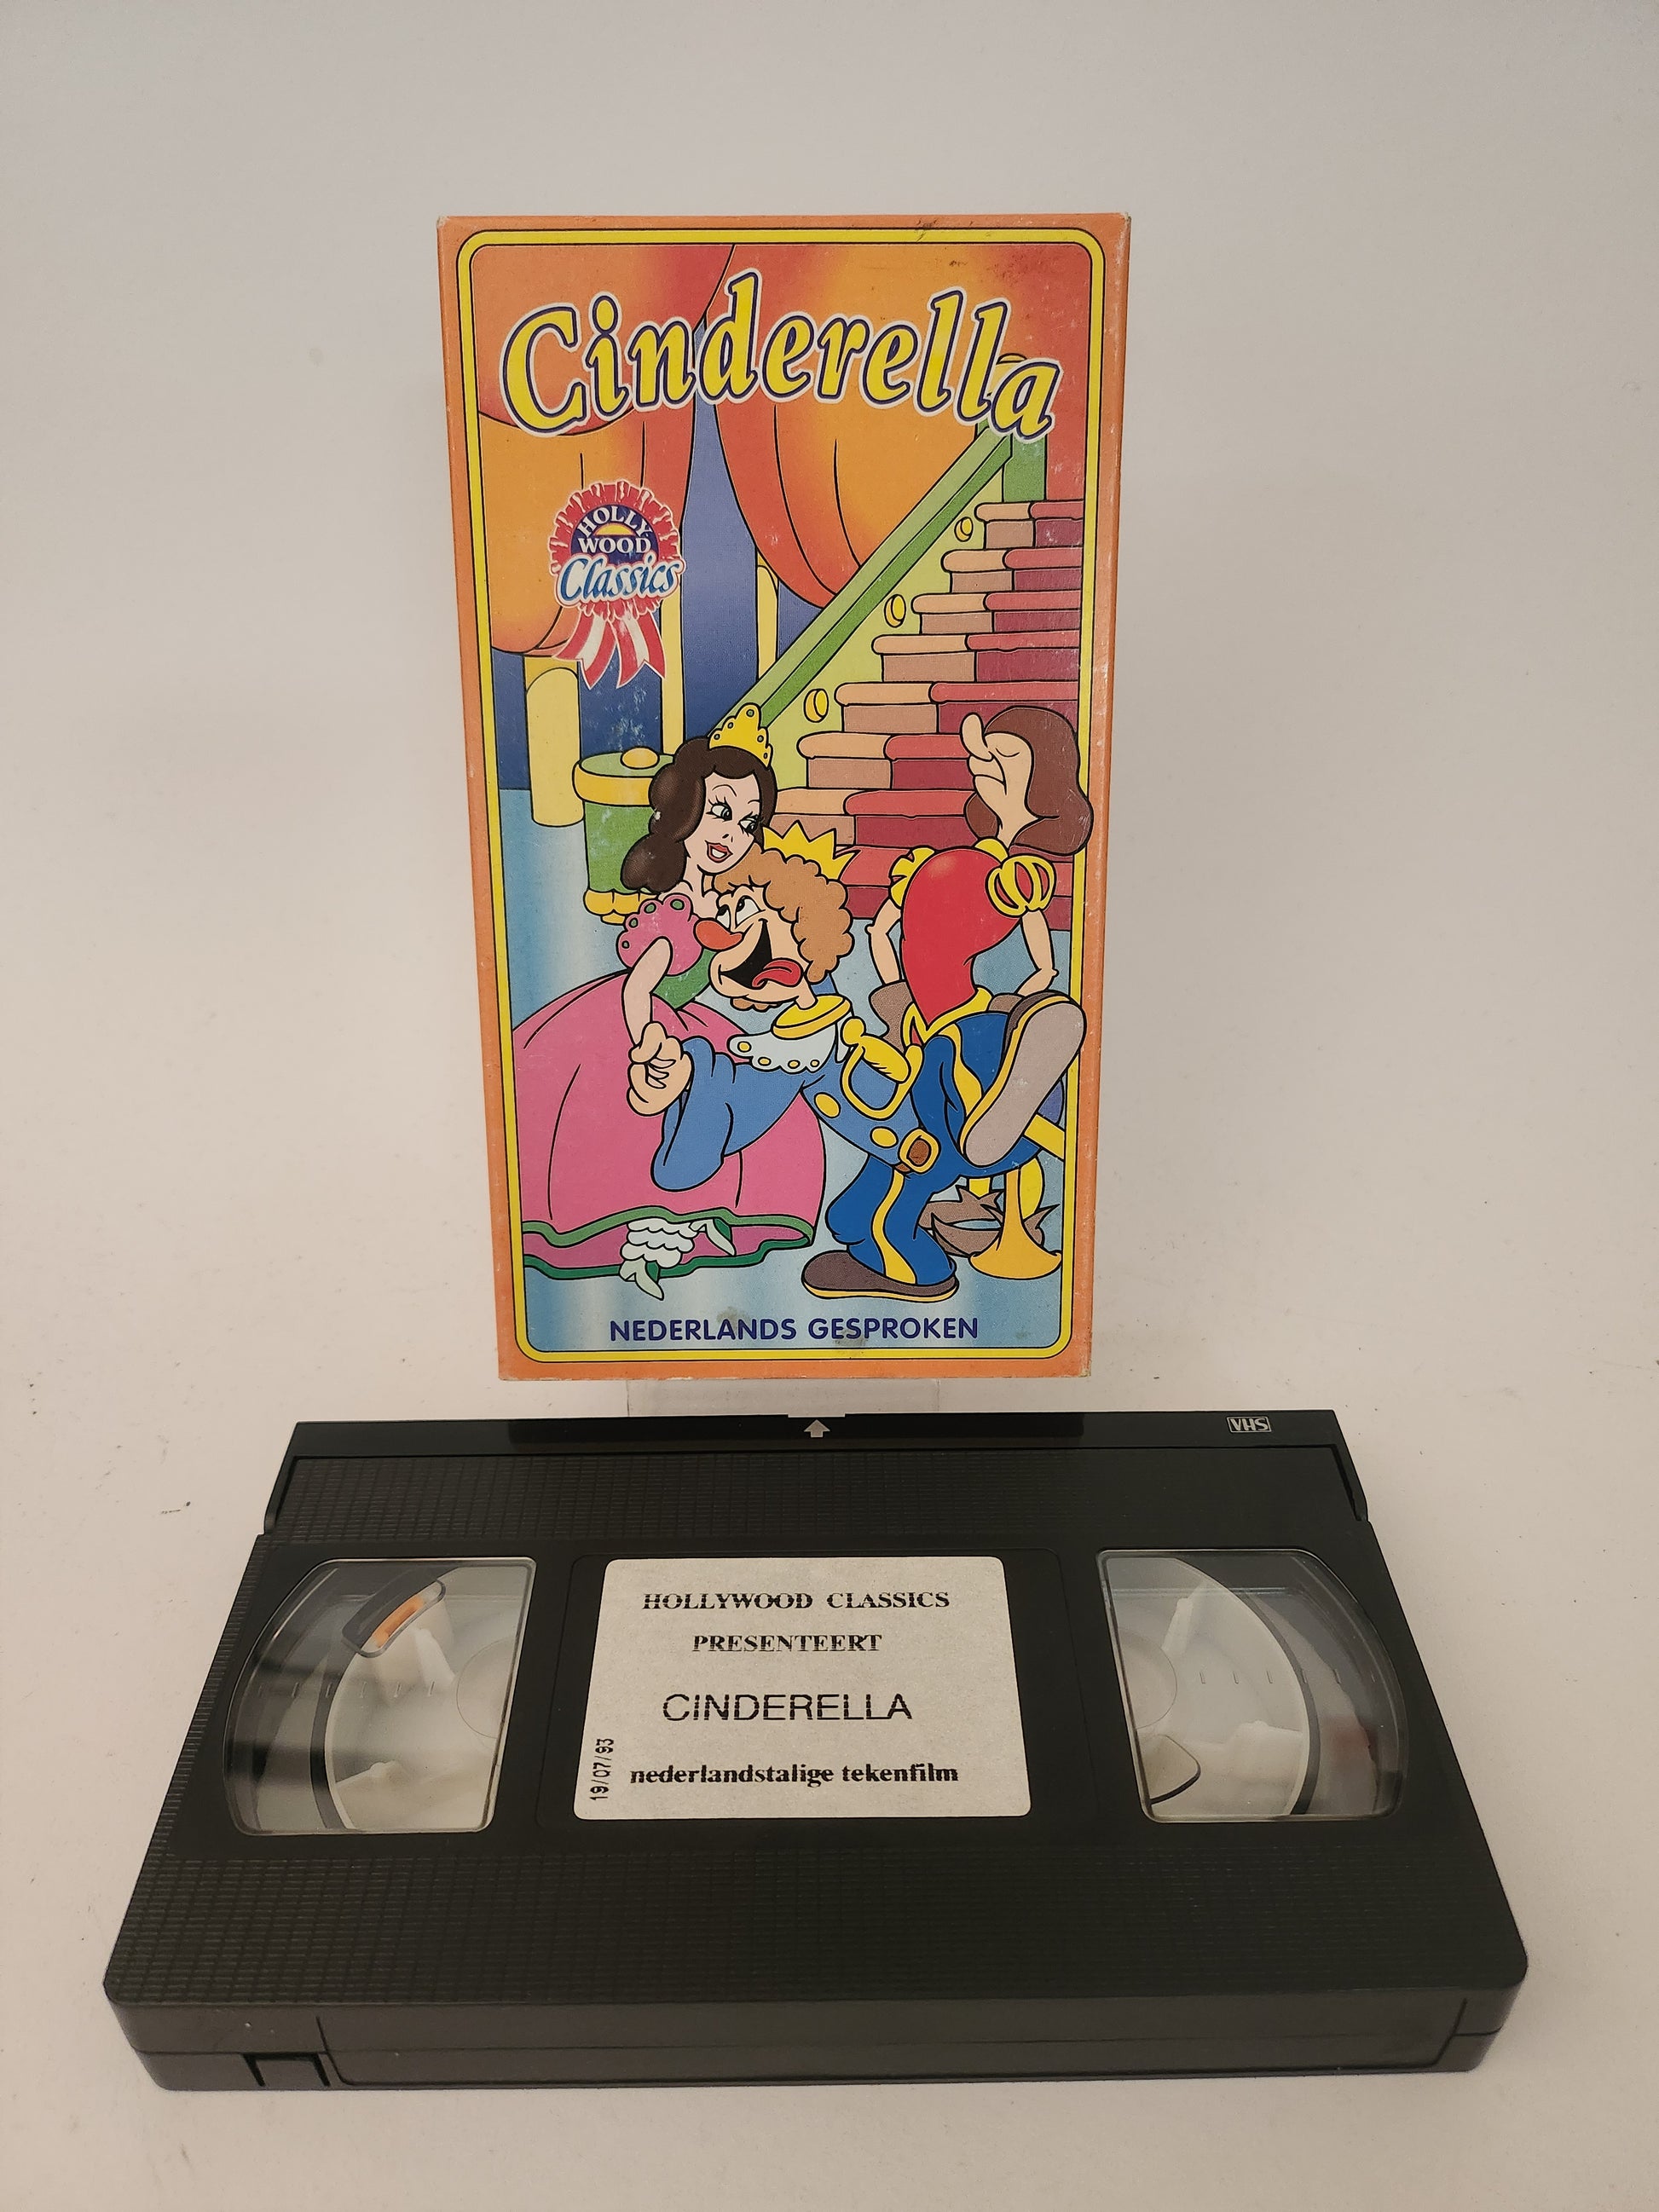 Cinderella
HOLLY
WOOD
Classics
NEDERLANDS GESPROKEN
VHS
HOLLYWOOD CLASSICS
PRESENTEERT
CINDERELLA
19/07/93
nederlandstalige tekenfilm